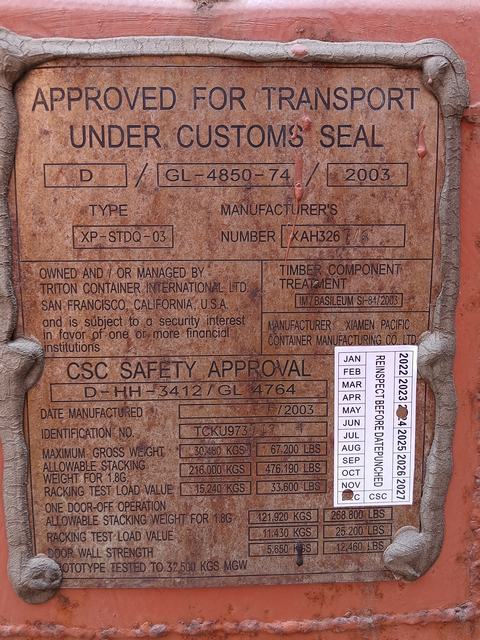 APPROVED FOR TRANSPORT
UNDER CUSTOMS SEAL
D / GL-4850-74 / 2003
TYPE MANUFACTURER'S
XP-STDQ-03 NUMBER XAH326
OWNED AND / OR MANAGED BY
TRITON CONTAINER INTERNATIONAL LTD.
SAN FRANCISCO, CALIFORNIA, U.S.A.
and is subject to a security interest
in favor of one or more financial
institutions
TIMBER COMPONENT
TREATMENT
IM/BASILEUM SI-84/2003
MANUFACTURER XIAMEN PACIFIC
CONTAINER MANUFACTURING CO LTD.
CSC SAFETY APPROVAL
D-HH-3412/GL 4764
DATE MANUFACTURED /2003
IDENTIFICATION NO. TCKU973
MAXIMUM GROSS WEIGHT 30,480 KGS 67,200 LBS
ALLOWABLE STACKING
WEIGHT FOR 1.8G 216,000 KGS 476,190 LBS
RACKING TEST LOAD VALUE 15,240 KGS 33,600 LBS
ONE DOOR-OFF OPERATION
ALLOWABLE STACKING WEIGHT FOR 1.8G 121,920 KGS 268,800 LBS
RACKING TEST LOAD VALUE 11,430 KGS 25,200 LBS
DOOR WALL STRENGTH 5,650 KGS 12,460 LBS
OTOTYPE TESTED TO 32,500 KGS MGW
JAN
FEB
MAR
APR
MAY
JUN
JUL
AUG
SEP
OCT
NOV
C CSC
REINSPECT BEFORE DATE PUNCHED
2022 2023 4 2025 2026 2027